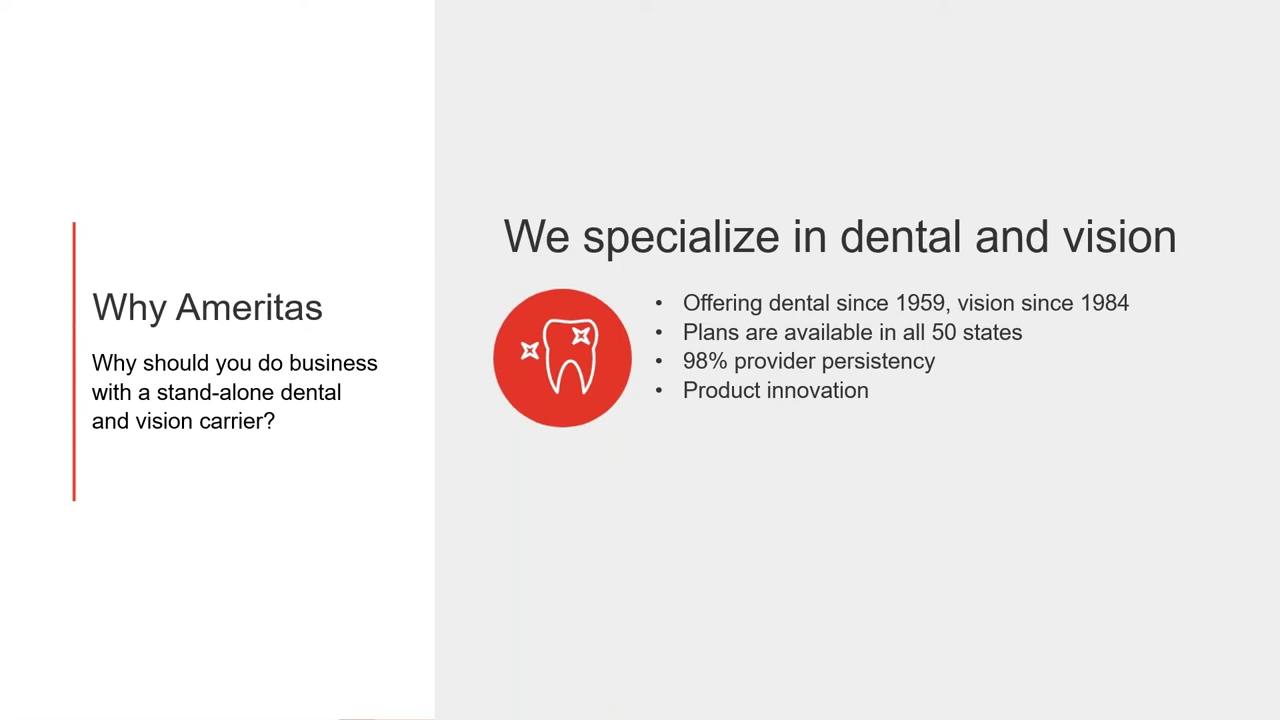 Why Ameritas
Why should you do business
with a stand-alone dental
and vision carrier?
We specialize in dental and vision
• Offering dental since 1959, vision since 1984
• Plans are available in all 50 states
• 98% provider persistency
• Product innovation